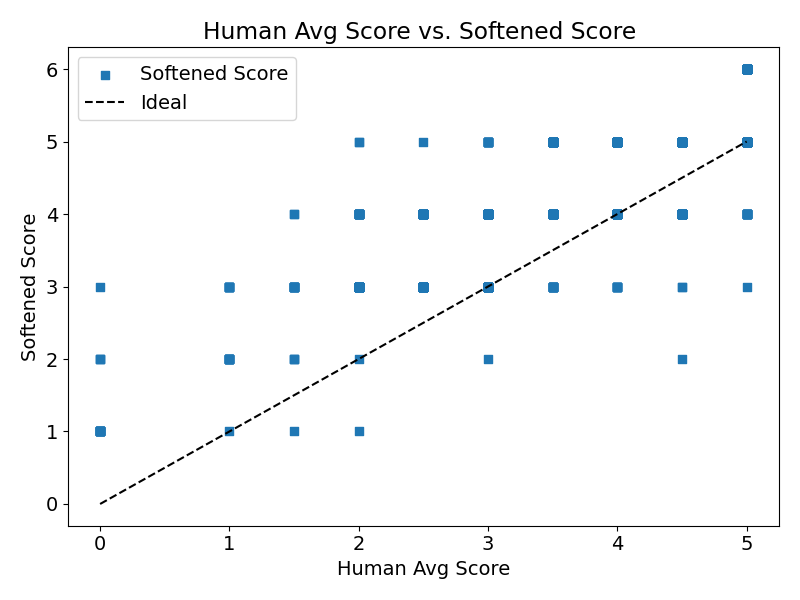 Human Avg Score vs. Softened Score
Softened Score
Ideal
6
5
4
3
2
1
0
Softened Score
0 1 2 3 4 5
Human Avg Score